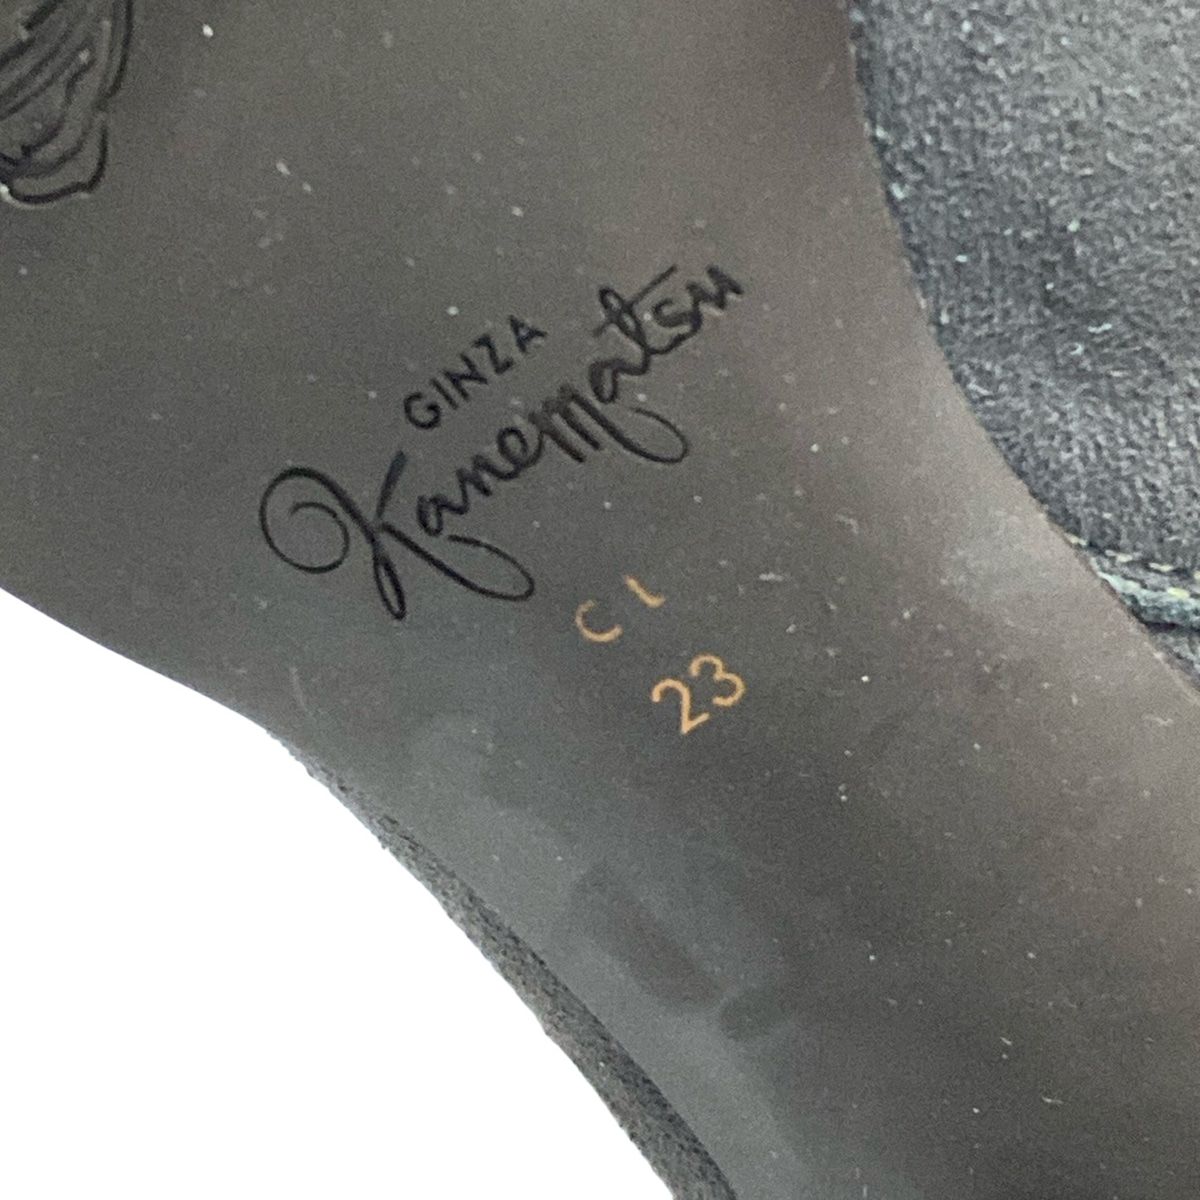 GINZA
Kanematsu
C L
23